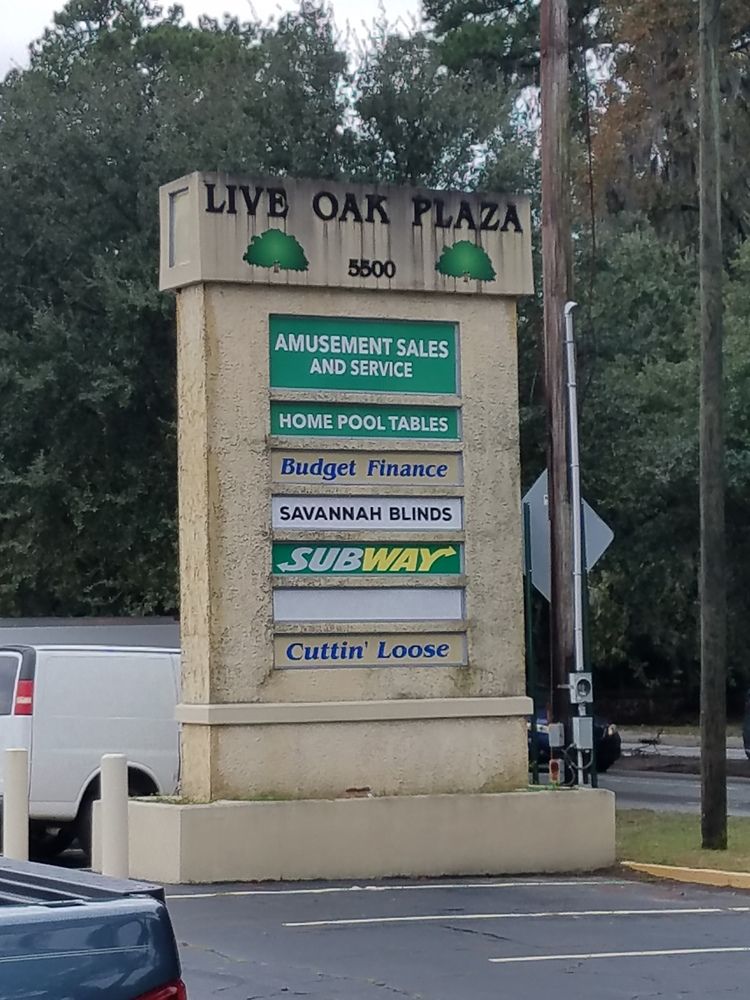 LIVE OAK PLAZA
5500
AMUSEMENT SALES
AND SERVICE
HOME POOL TABLES
Budget Finance
SAVANNAH BLINDS
SUBWAY
Cuttin' Loose